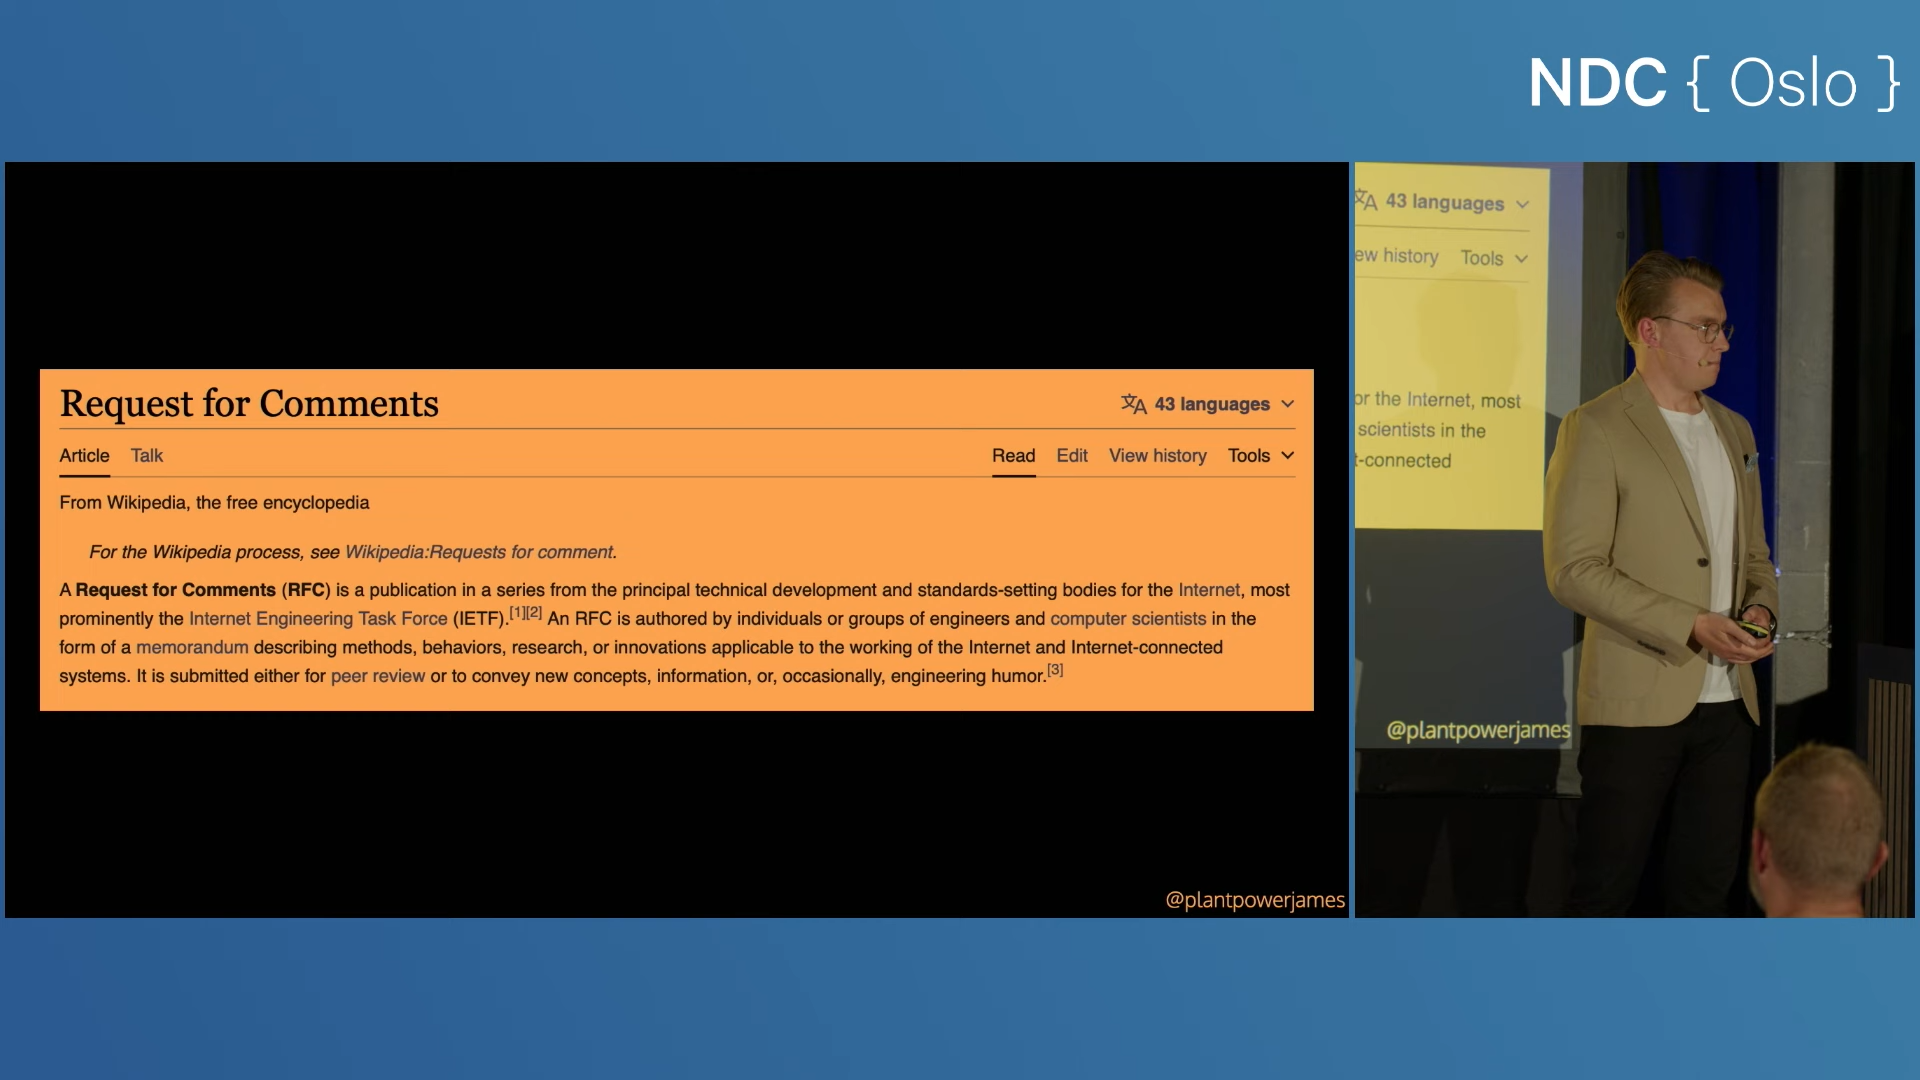 NDC { Oslo }
Request for Comments
43 languages
Article Talk Read Edit View history Tools
From Wikipedia, the free encyclopedia
For the Wikipedia process, see Wikipedia:Requests for comment.
A Request for Comments (RFC) is a publication in a series from the principal technical development and standards-setting bodies for the Internet, most
prominently the Internet Engineering Task Force (IETF).[1][2] An RFC is authored by individuals or groups of engineers and computer scientists in the
form of a memorandum describing methods, behaviors, research, or innovations applicable to the working of the Internet and Internet-connected
systems. It is submitted either for peer review or to convey new concepts, information, or, occasionally, engineering humor.[3]
@plantpowerjames
43 languages
ew history Tools
or the Internet, most
scientists in the
t-connected
@plantpowerjames